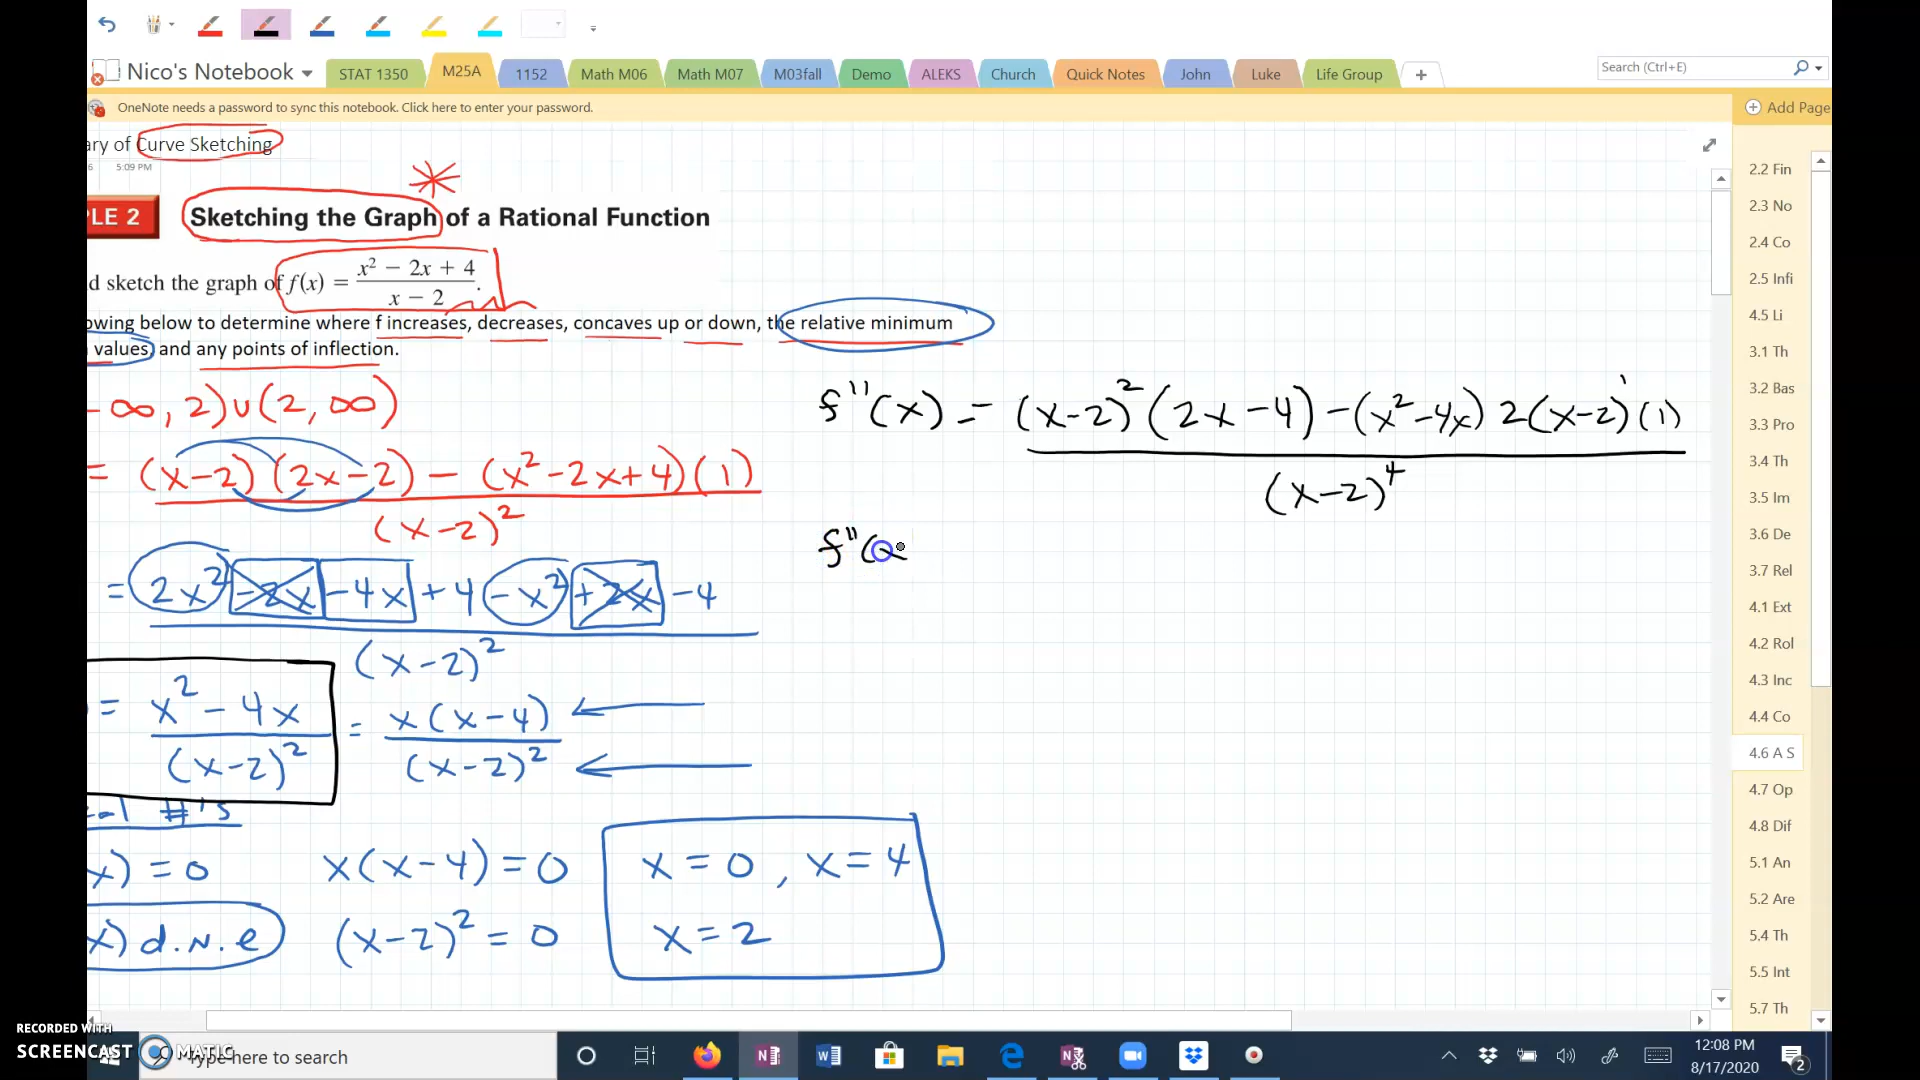 Nico's Notebook
STAT 1350 M25A 1152 Math M06 Math M07 M03fall Demo ALEKS Church Quick Notes John Luke Life Group +
Search (Ctrl+E)
OneNote needs a password to sync this notebook. Click here to enter your password.
Add Page
ary of Curve Sketching
6 5:09 PM
PLE 2 Sketching the Graph of a Rational Function
d sketch the graph of f(x) = (x² − 2x + 4)/(x − 2).
owing below to determine where f increases, decreases, concaves up or down, the relative minimum
values, and any points of inflection.
-∞, 2) ∪ (2, ∞)
= ((x-2)(2x-2) - (x²-2x+4)(1))/(x-2)²
= (2x² -2x -4x +4 -x² +2x -4)/(x-2)²
= (x² - 4x)/(x-2)² = x(x-4)/(x-2)²
cal #'s
x) = 0 x(x-4) = 0 x = 0, x = 4
x) d.n.e (x-2)² = 0 x = 2
f''(x) = ((x-2)²(2x-4) - (x²-4x) 2(x-2)¹(1))/(x-2)⁴
f''(x
2.2 Fin
2.3 No
2.4 Co
2.5 Infi
4.5 Li
3.1 Th
3.2 Bas
3.3 Pro
3.4 Th
3.5 Im
3.6 De
3.7 Rel
4.1 Ext
4.2 Rol
4.3 Inc
4.4 Co
4.6 A S
4.7 Op
4.8 Dif
5.1 An
5.2 Are
5.4 Th
5.5 Int
5.7 Th
RECORDED WITH
SCREENCAST MATIC
Type here to search
12:08 PM
8/17/2020
2